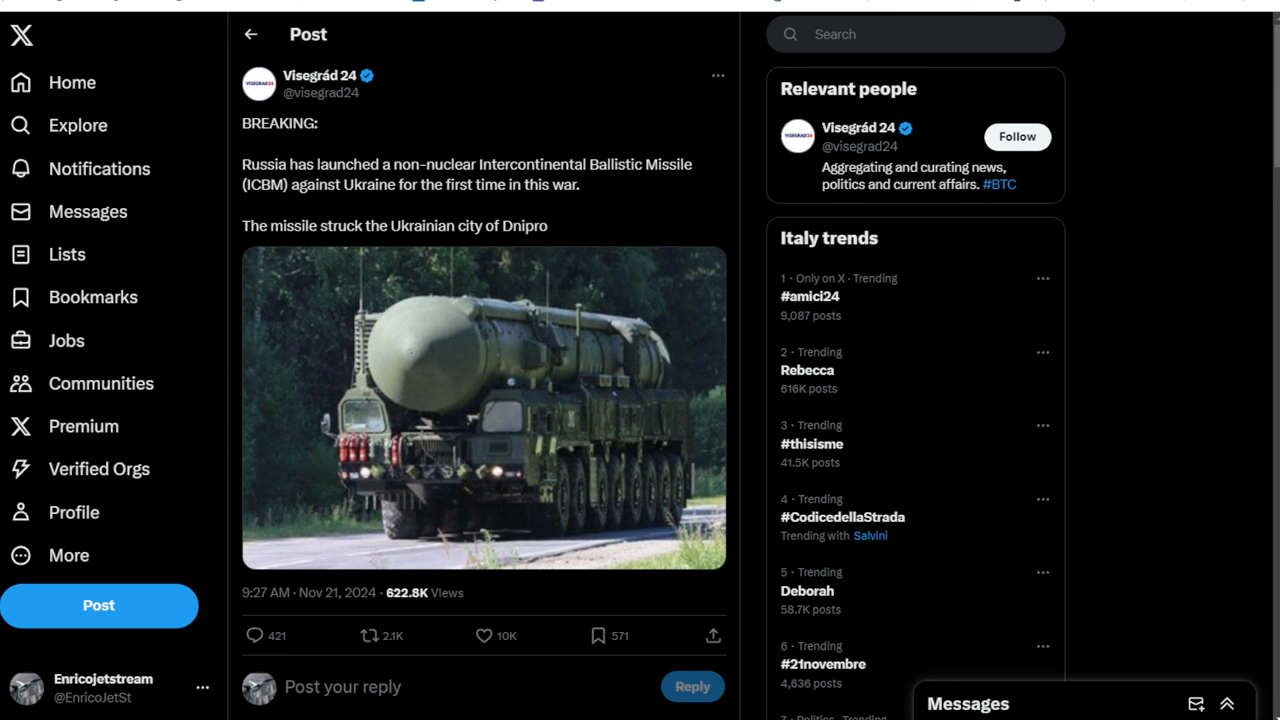 Home
Explore
Notifications
Messages
Lists
Bookmarks
Jobs
Communities
Premium
Verified Orgs
Profile
More
Post
Enricojetstream
@EnricoJetSt
Post
Visegrád 24
@visegrad24
BREAKING:
Russia has launched a non-nuclear Intercontinental Ballistic Missile
(ICBM) against Ukraine for the first time in this war.
The missile struck the Ukrainian city of Dnipro
9:27 AM · Nov 21, 2024 · 622.8K Views
421
2.1K
10K
571
Post your reply
Reply
Search
Relevant people
VISEGRAD 24
Visegrád 24
@visegrad24
Follow
Aggregating and curating news,
politics and current affairs. #BTC
Italy trends
1 · Only on X · Trending
#amici24
9,087 posts
2 · Trending
Rebecca
616K posts
3 · Trending
#thisisme
41.5K posts
4 · Trending
#CodicedellaStrada
Trending with Salvini
5 · Trending
Deborah
58.7K posts
6 · Trending
#21novembre
4,636 posts
Messages